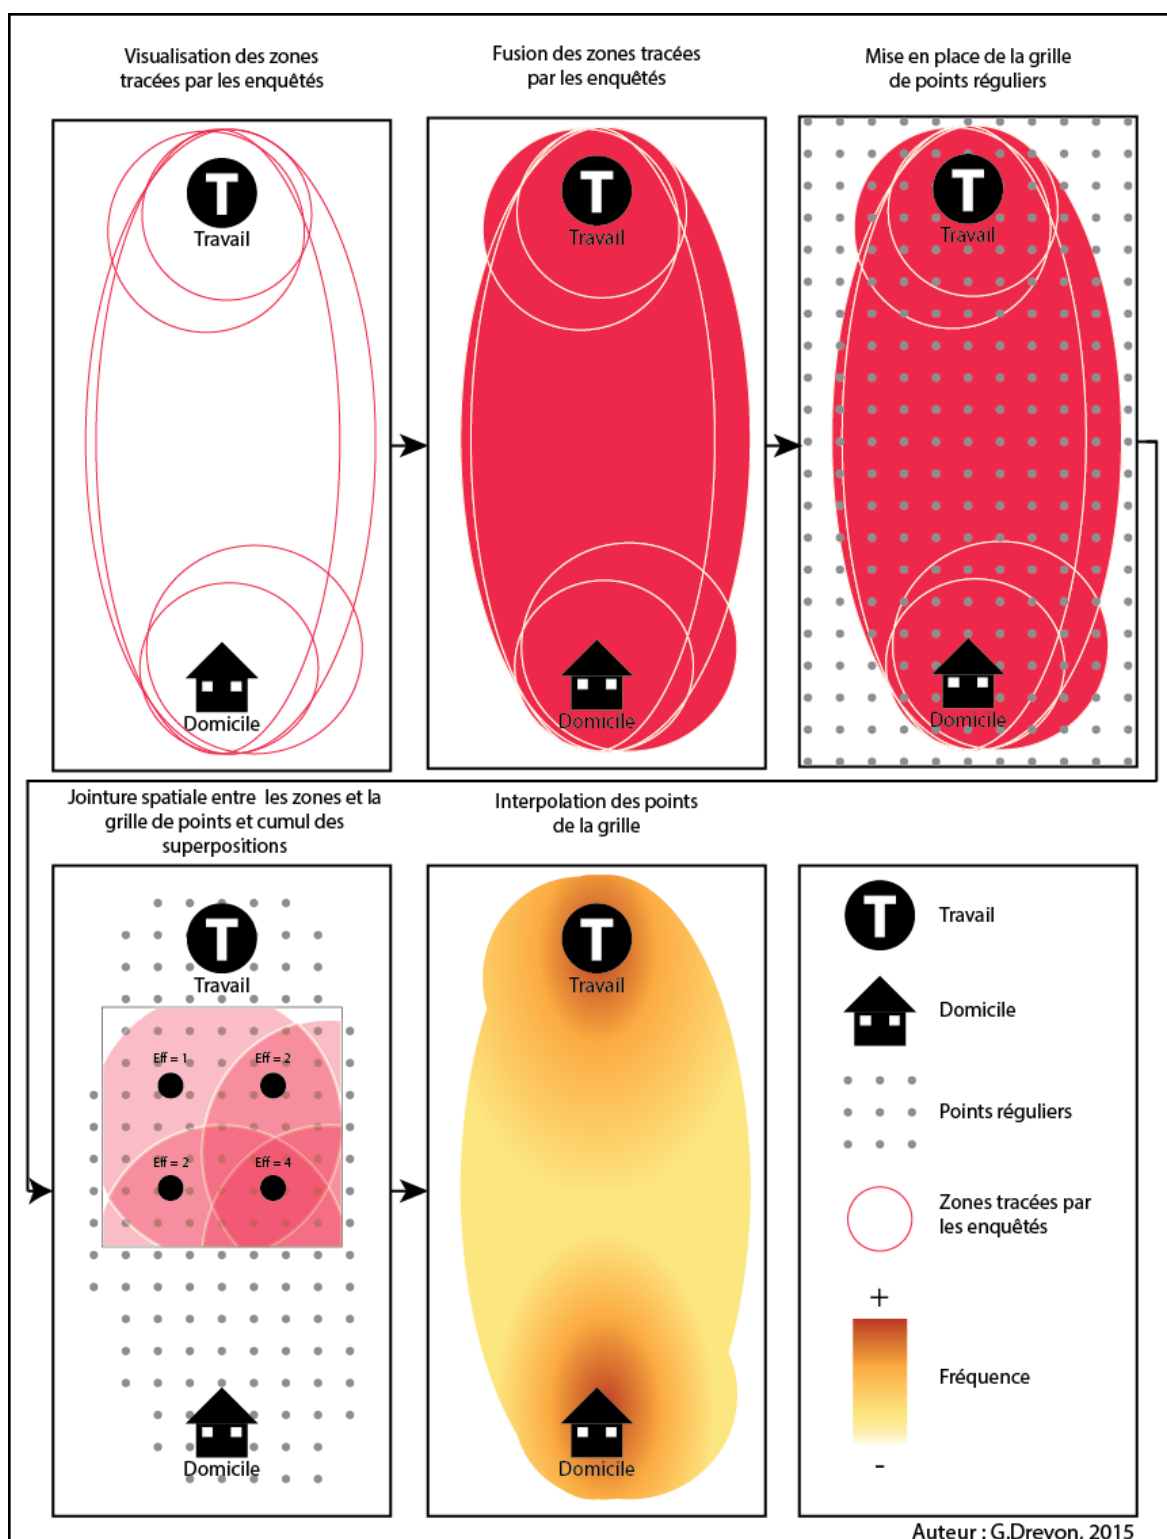 Visualisation des zones
tracées par les enquêtés
Fusion des zones tracées
par les enquêtés
Mise en place de la grille
de points réguliers
T
Travail
Domicile
T
Travail
Domicile
T
Travail
Domicile
Jointure spatiale entre les zones et la
grille de points et cumul des
superpositions
Interpolation des points
de la grille
T
Travail
Eff = 1
Eff = 2
Eff = 2
Eff = 4
Domicile
T
Travail
Domicile
T
Travail
Domicile
Points réguliers
Zones tracées par
les enquêtés
+
Fréquence
-
Auteur : G.Drevon, 2015